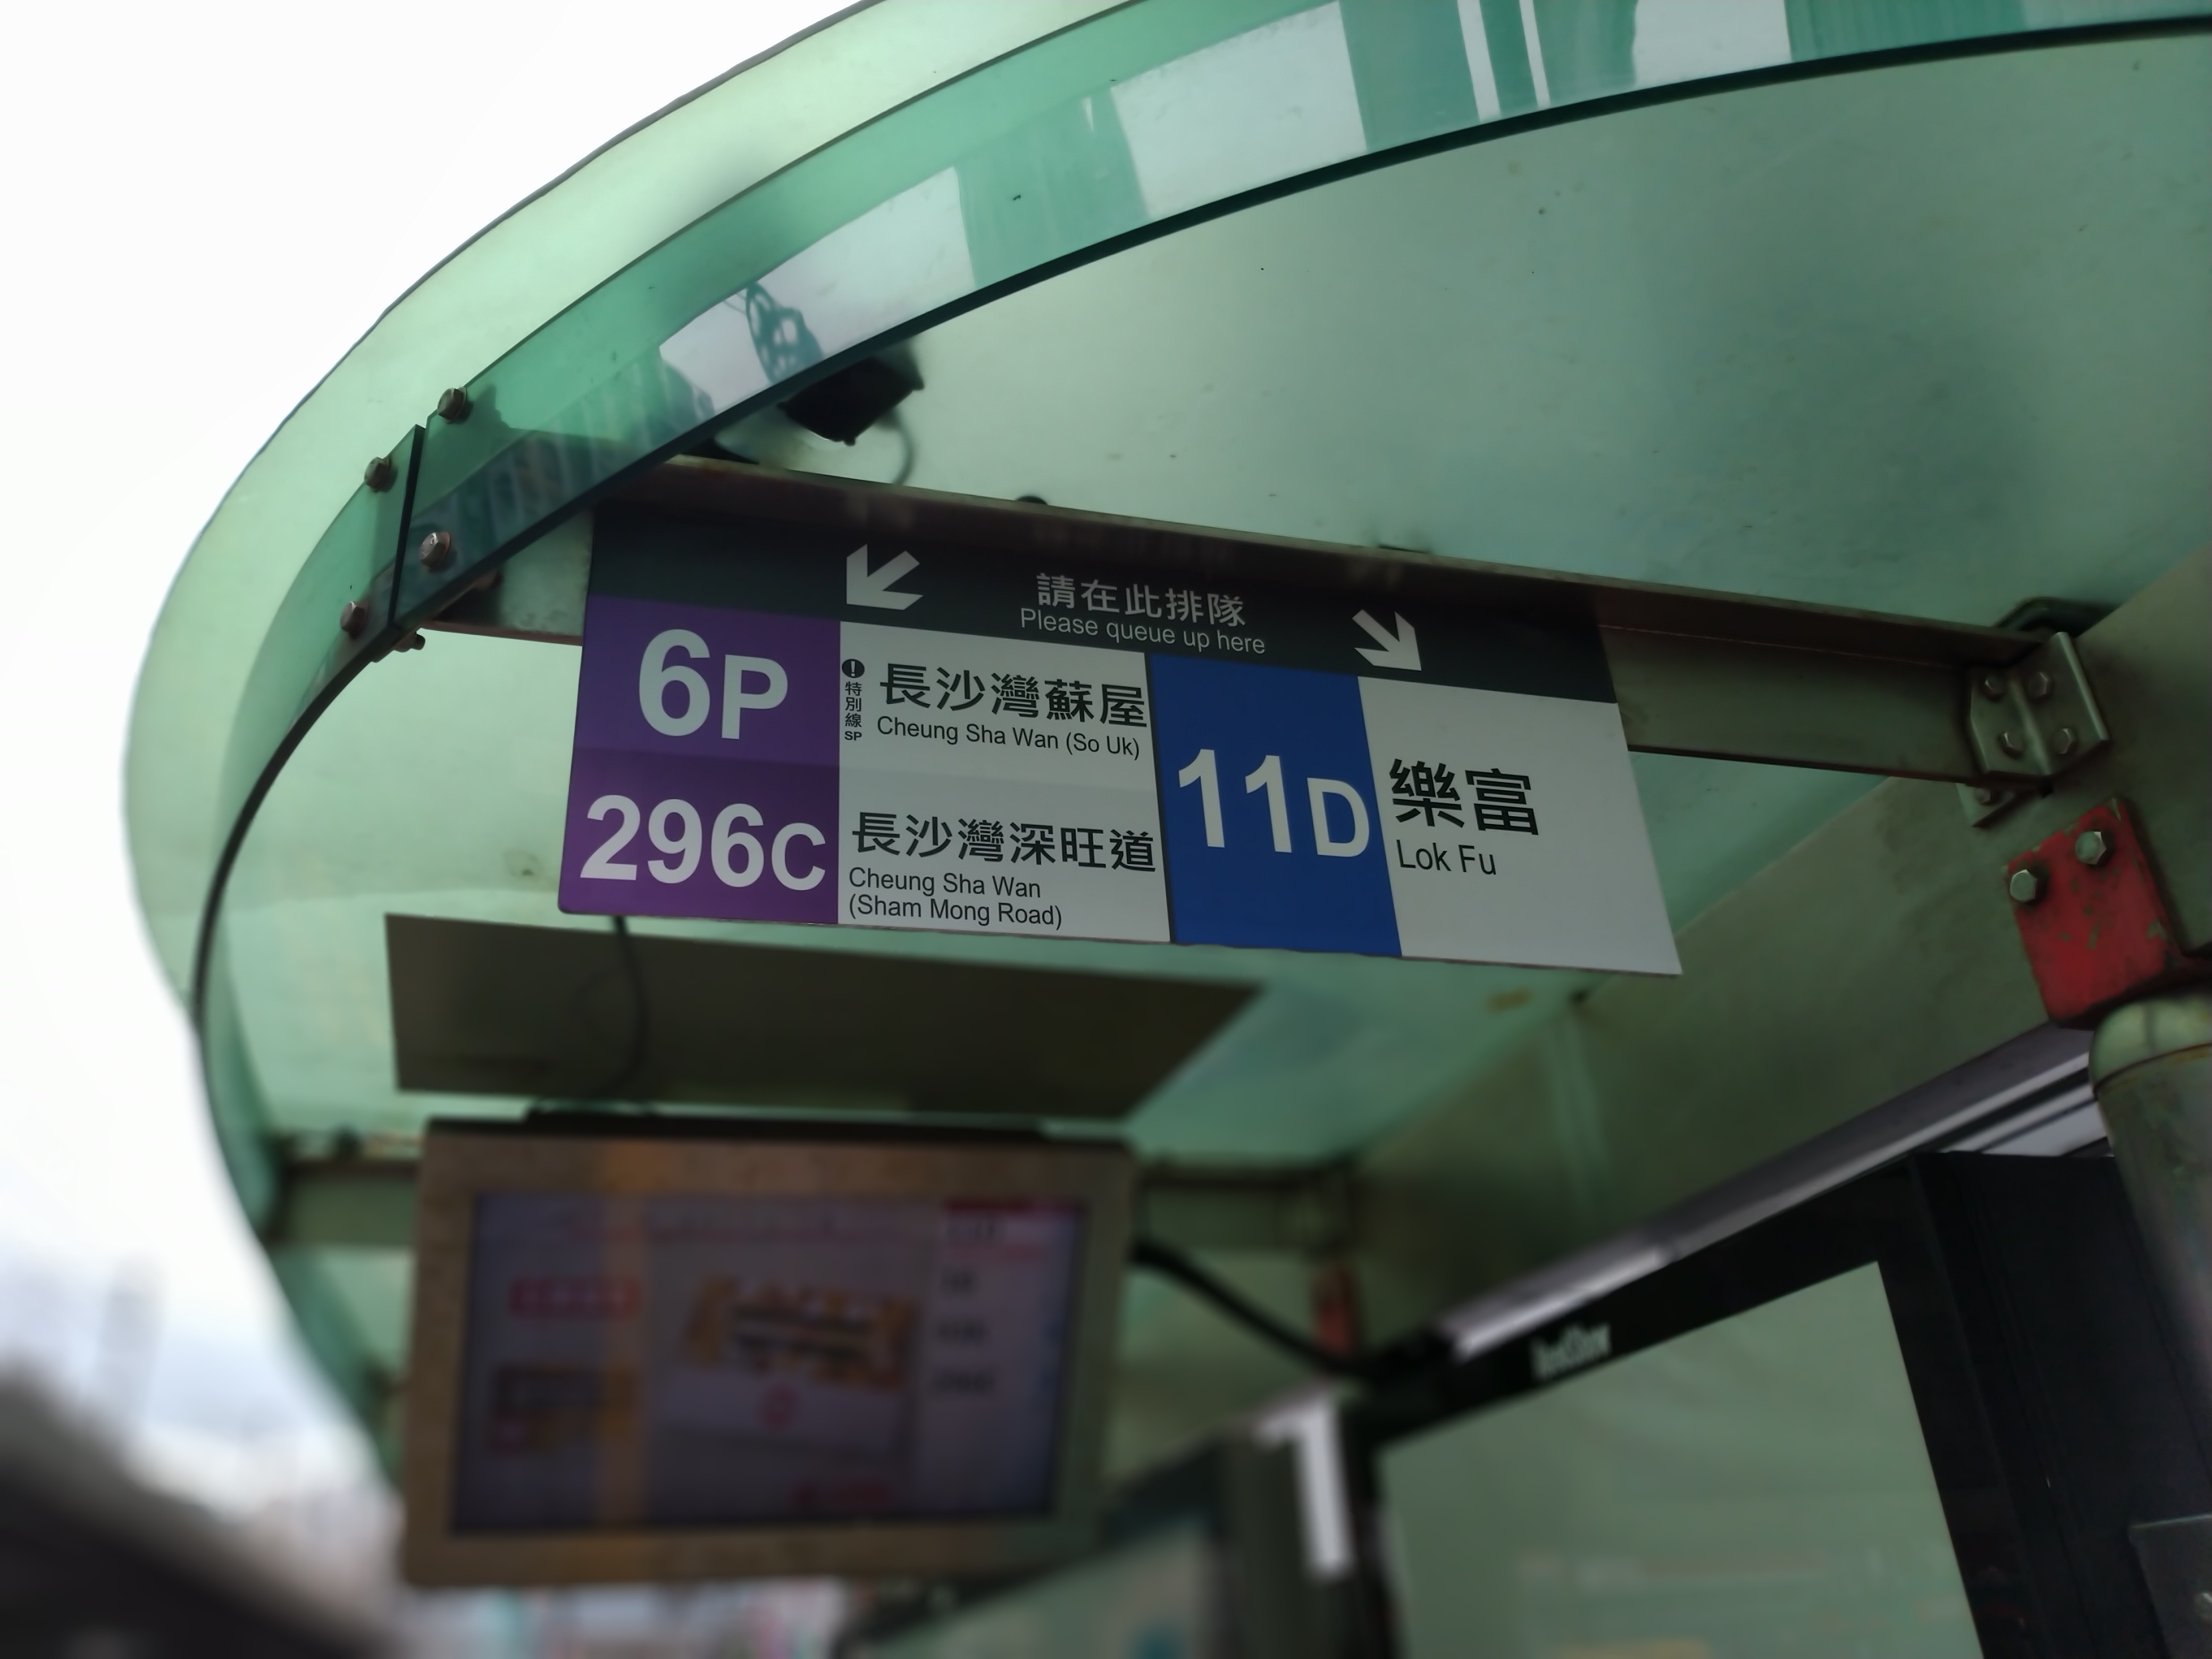 請在此排隊
Please queue up here
6P
特別線
SP
長沙灣蘇屋
Cheung Sha Wan (So Uk)
296C
長沙灣深旺道
Cheung Sha Wan
(Sham Mong Road)
11D
樂富
Lok Fu
1